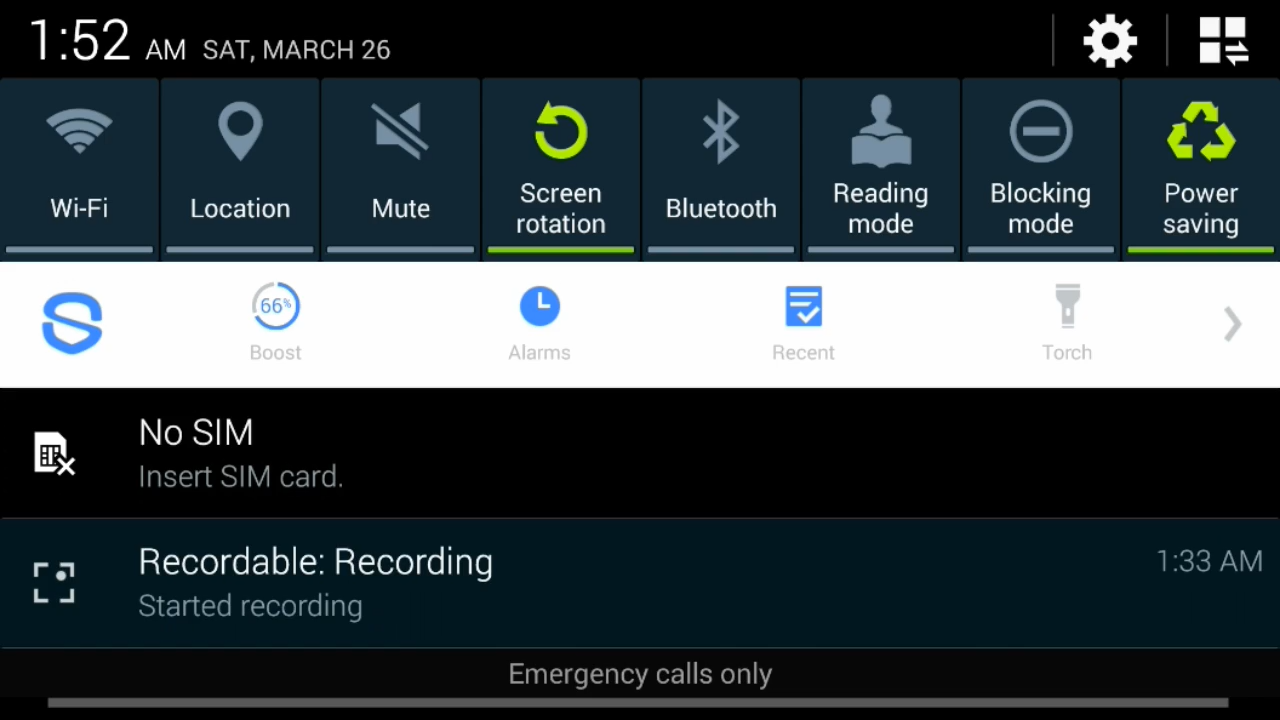 1:52 AM SAT, MARCH 26
Wi-Fi
Location
Mute
Screen
rotation
Bluetooth
Reading
mode
Blocking
mode
Power
saving
66%
Boost
Alarms
Recent
Torch
No SIM
Insert SIM card.
Recordable: Recording 1:33 AM
Started recording
Emergency calls only